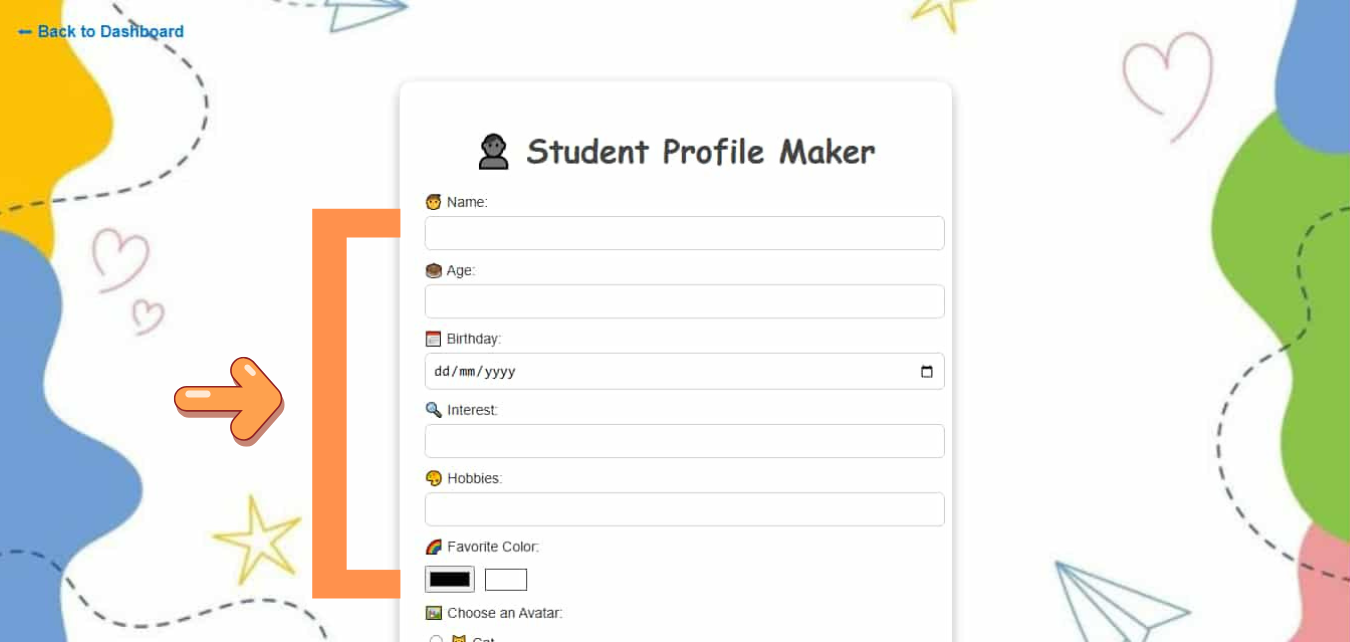 Back to Dashboard
Student Profile Maker
Name:
Age:
Birthday:
dd/mm/yyyy
Interest:
Hobbies:
Favorite Color:
Choose an Avatar:
Cat